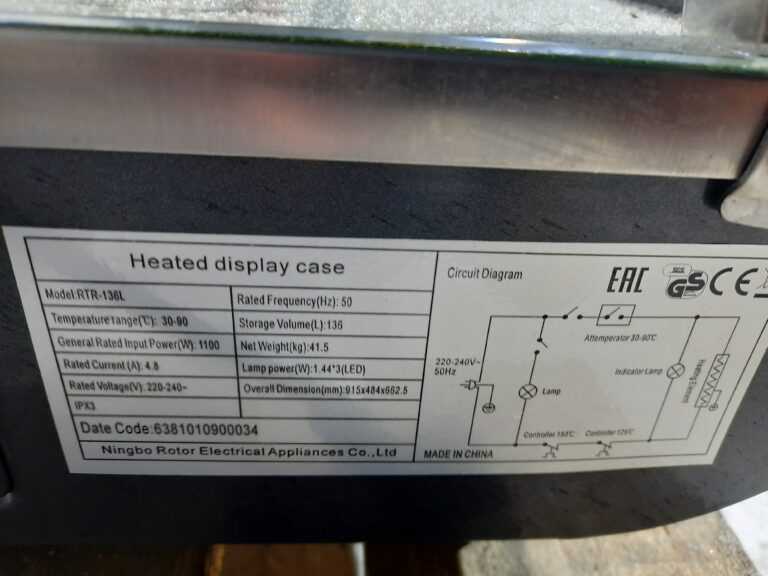 Heated display case
Model:RTR-136L
Temperature range(℃): 30-90
General Rated Input Power(W): 1100
Rated Current (A): 4.8
Rated Voltage(V): 220-240~
IPX3
Rated Frequency(Hz): 50
Storage Volume(L): 136
Net Weight(kg): 41.5
Lamp power(W): 1.44*3(LED)
Overall Dimension(mm): 915x484x662.5
Date Code:6381010900034
Ningbo Rotor Electrical Appliances Co.,Ltd
Circuit Diagram
EAC
GS CE
220-240V~
50Hz
Attemperator 30-90℃
Indicator Lamp
Heating Element
Lamp
Controller 150℃
Controller 125℃
MADE IN CHINA